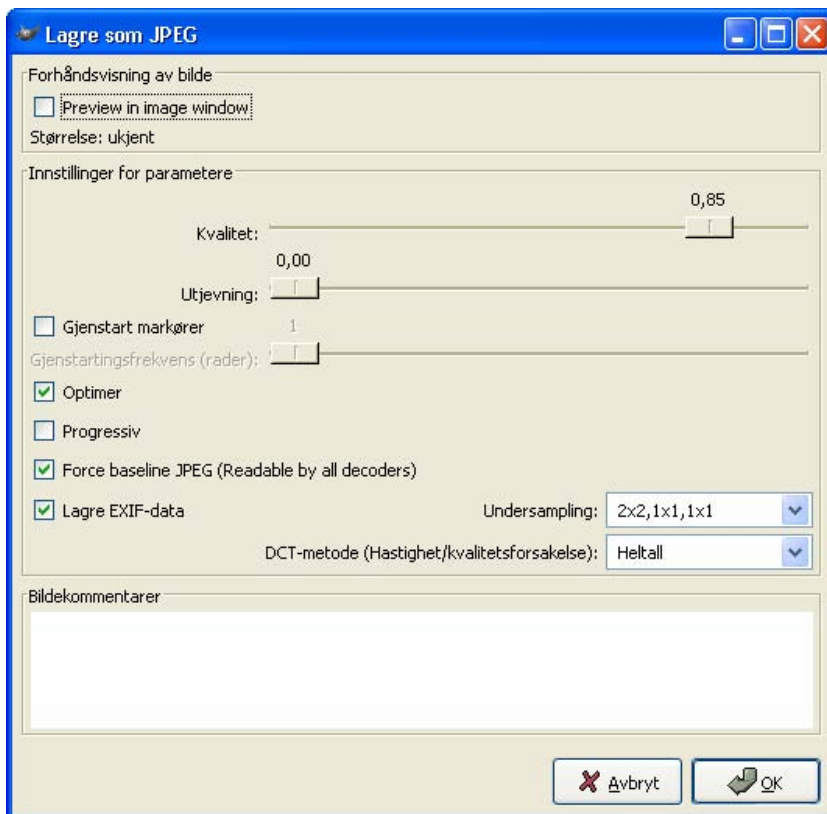 Lagre som JPEG
Forhåndsvisning av bilde
Preview in image window
Størrelse: ukjent
Innstillinger for parametere
0,85
Kvalitet:
0,00
Utjevning:
Gjenstart markører
1
Gjenstartingsfrekvens (rader):
Optimer
Progressiv
Force baseline JPEG (Readable by all decoders)
Lagre EXIF-data Undersampling: 2x2,1x1,1x1
DCT-metode (Hastighet/kvalitetsforsakelse): Heltall
Bildekommentarer
Avbryt OK